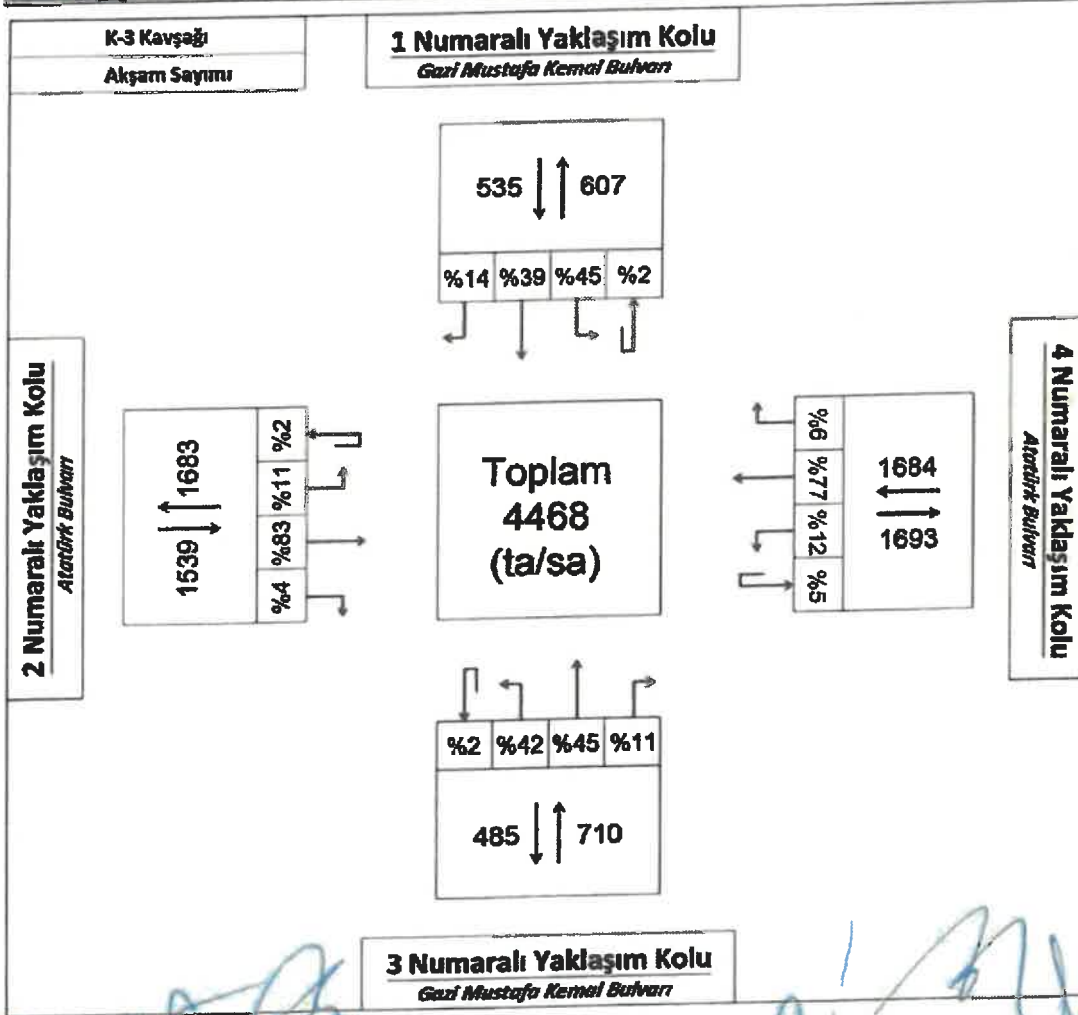 K-3 Kavşağı
Akşam Sayımı
1 Numaralı Yaklaşım Kolu
Gazi Mustafa Kemal Bulvarı
535 607
%14 %39 %45 %2
2 Numaralı Yaklaşım Kolu
Atatürk Bulvarı
1683
1539
%2
%11
%83
%4
Toplam
4468
(ta/sa)
%6
%77
%12
%5
1684
1693
4 Numaralı Yaklaşım Kolu
Atatürk Bulvarı
%2 %42 %45 %11
485 710
3 Numaralı Yaklaşım Kolu
Gazi Mustafa Kemal Bulvarı